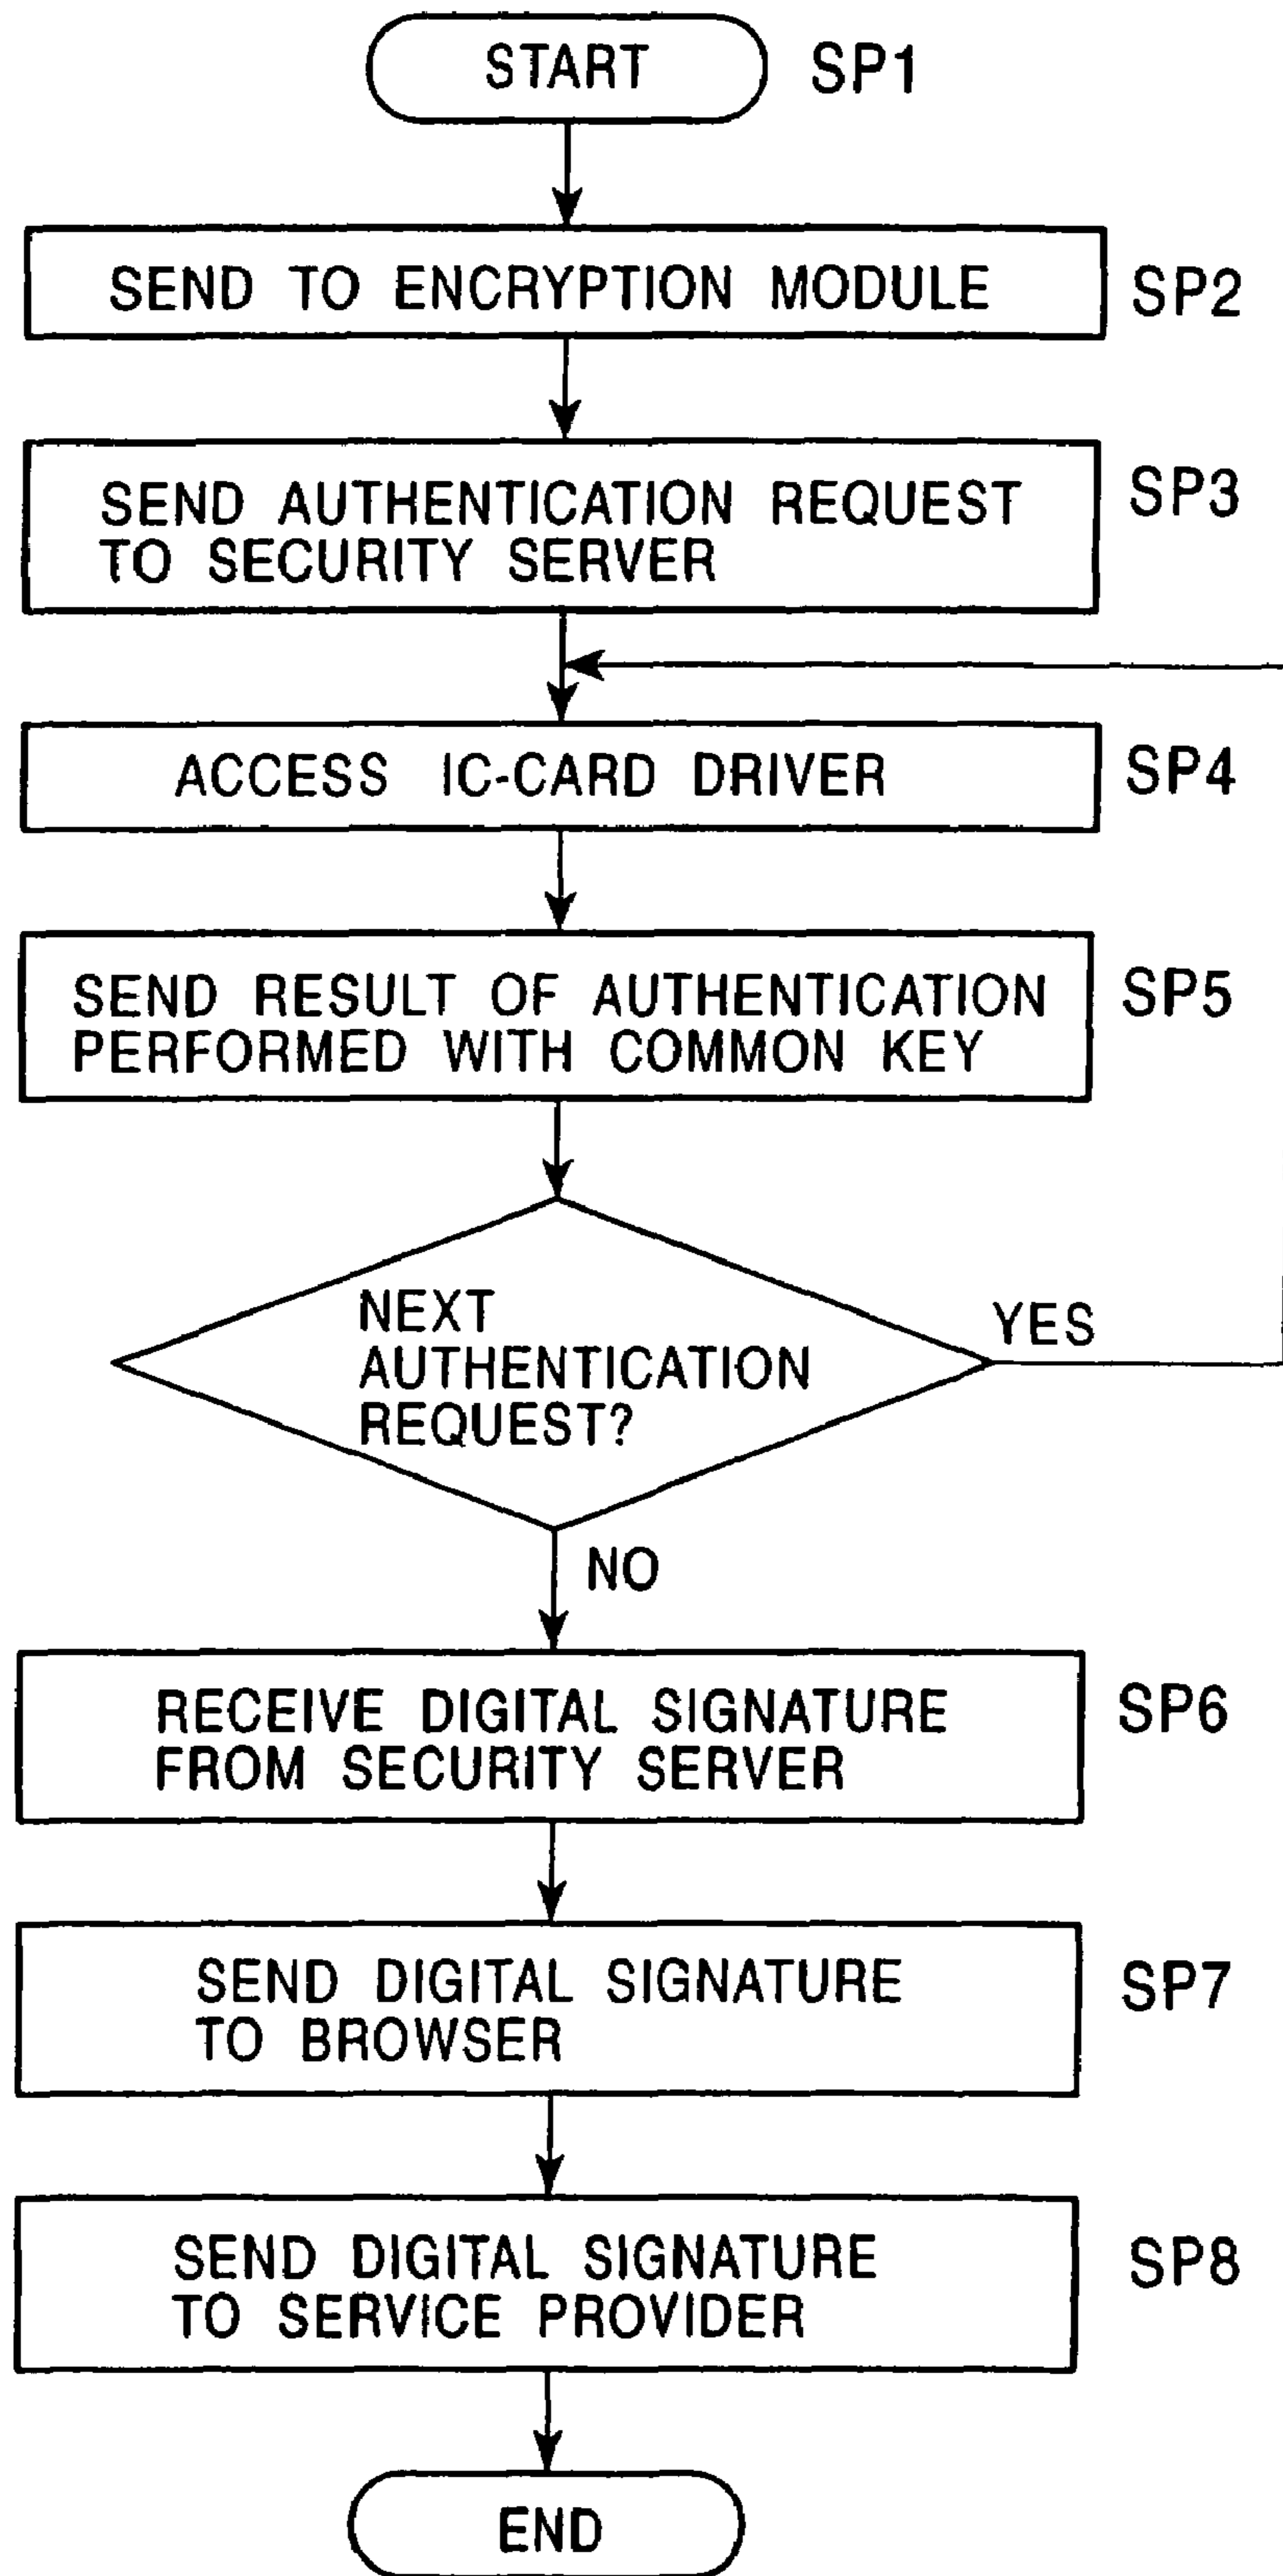 START
SP1
SEND TO ENCRYPTION MODULE
SP2
SEND AUTHENTICATION REQUEST
TO SECURITY SERVER
SP3
ACCESS IC-CARD DRIVER
SP4
SEND RESULT OF AUTHENTICATION
PERFORMED WITH COMMON KEY
SP5
NEXT
AUTHENTICATION
REQUEST?
YES
NO
RECEIVE DIGITAL SIGNATURE
FROM SECURITY SERVER
SP6
SEND DIGITAL SIGNATURE
TO BROWSER
SP7
SEND DIGITAL SIGNATURE
TO SERVICE PROVIDER
SP8
END